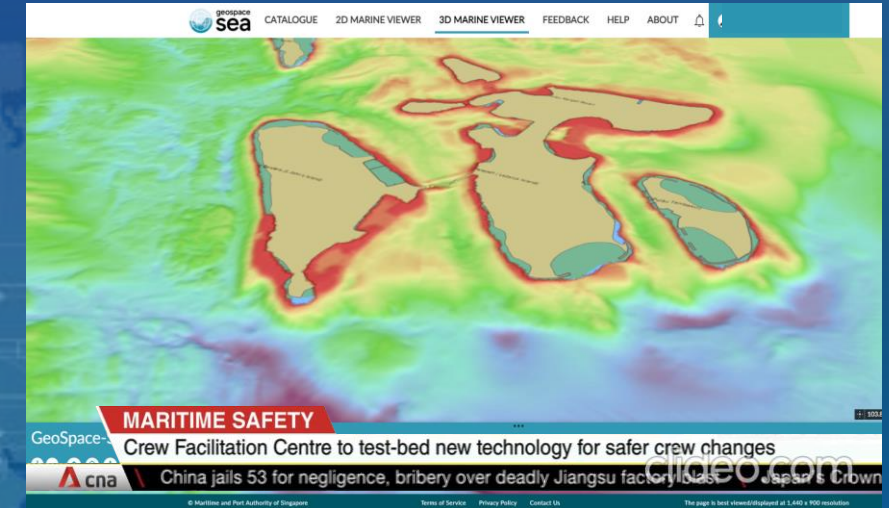 geospace
sea
CATALOGUE
2D MARINE VIEWER
3D MARINE VIEWER
FEEDBACK
HELP
ABOUT
103.8
MARITIME SAFETY
GeoSpace-S
Crew Facilitation Centre to test-bed new technology for safer crew changes
clideo.com
cna
China jails 53 for negligence, bribery over deadly Jiangsu factory blast
Japan's Crown
© Maritime and Port Authority of Singapore
Terms of Service
Privacy Policy
Contact Us
The page is best viewed/displayed at 1,440 x 900 resolution